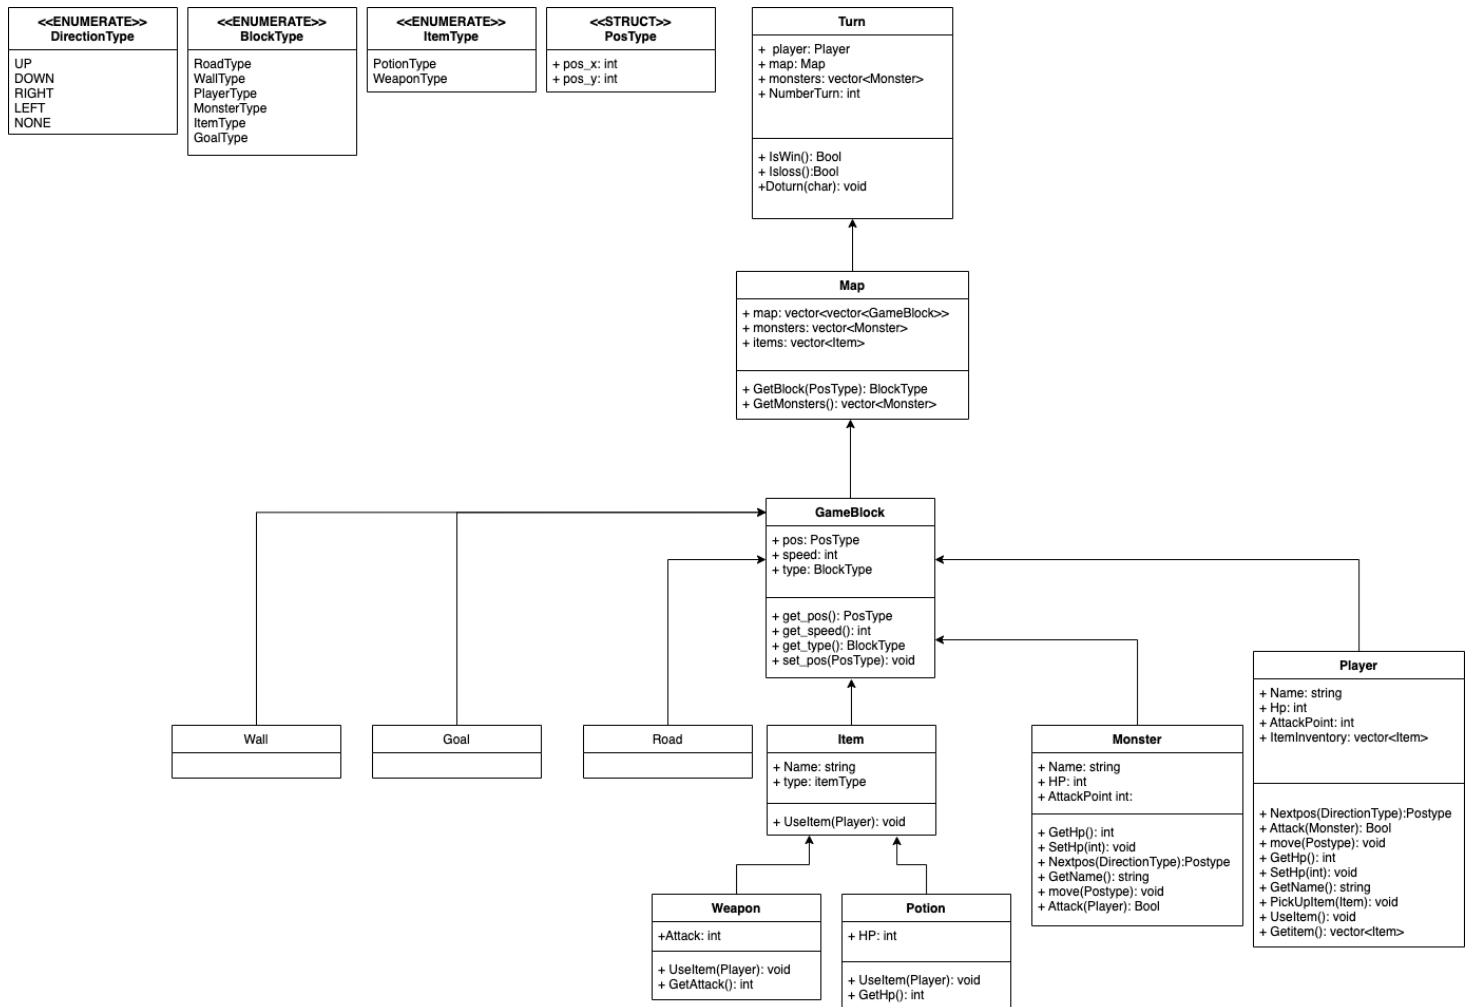 <<ENUMERATE>>
DirectionType
UP
DOWN
RIGHT
LEFT
NONE
<<ENUMERATE>>
BlockType
RoadType
WallType
PlayerType
MonsterType
ItemType
GoalType
<<ENUMERATE>>
ItemType
PotionType
WeaponType
<<STRUCT>>
PosType
+ pos_x: int
+ pos_y: int
Turn
+ player: Player
+ map: Map
+ monsters: vector<Monster>
+ NumberTurn: int
+ IsWin(): Bool
+ Isloss():Bool
+Doturn(char): void
Map
+ map: vector<vector<GameBlock>>
+ monsters: vector<Monster>
+ items: vector<Item>
+ GetBlock(PosType): BlockType
+ GetMonsters(): vector<Monster>
GameBlock
+ pos: PosType
+ speed: int
+ type: BlockType
+ get_pos(): PosType
+ get_speed(): int
+ get_type(): BlockType
+ set_pos(PosType): void
Wall
Goal
Road
Item
+ Name: string
+ type: itemType
+ UseItem(Player): void
Monster
+ Name: string
+ HP: int
+ AttackPoint int:
+ GetHp(): int
+ SetHp(int): void
+ Nextpos(DirectionType):Postype
+ GetName(): string
+ move(Postype): void
+ Attack(Player): Bool
Player
+ Name: string
+ Hp: int
+ AttackPoint: int
+ ItemInventory: vector<Item>
+ Nextpos(DirectionType):Postype
+ Attack(Monster): Bool
+ move(Postype): void
+ GetHp(): int
+ SetHp(int): void
+ GetName(): string
+ PickUpItem(Item): void
+ UseItem(): void
+ Getitem(): vector<Item>
Weapon
+Attack: int
+ UseItem(Player): void
+ GetAttack(): int
Potion
+ HP: int
+ UseItem(Player): void
+ GetHp(): int